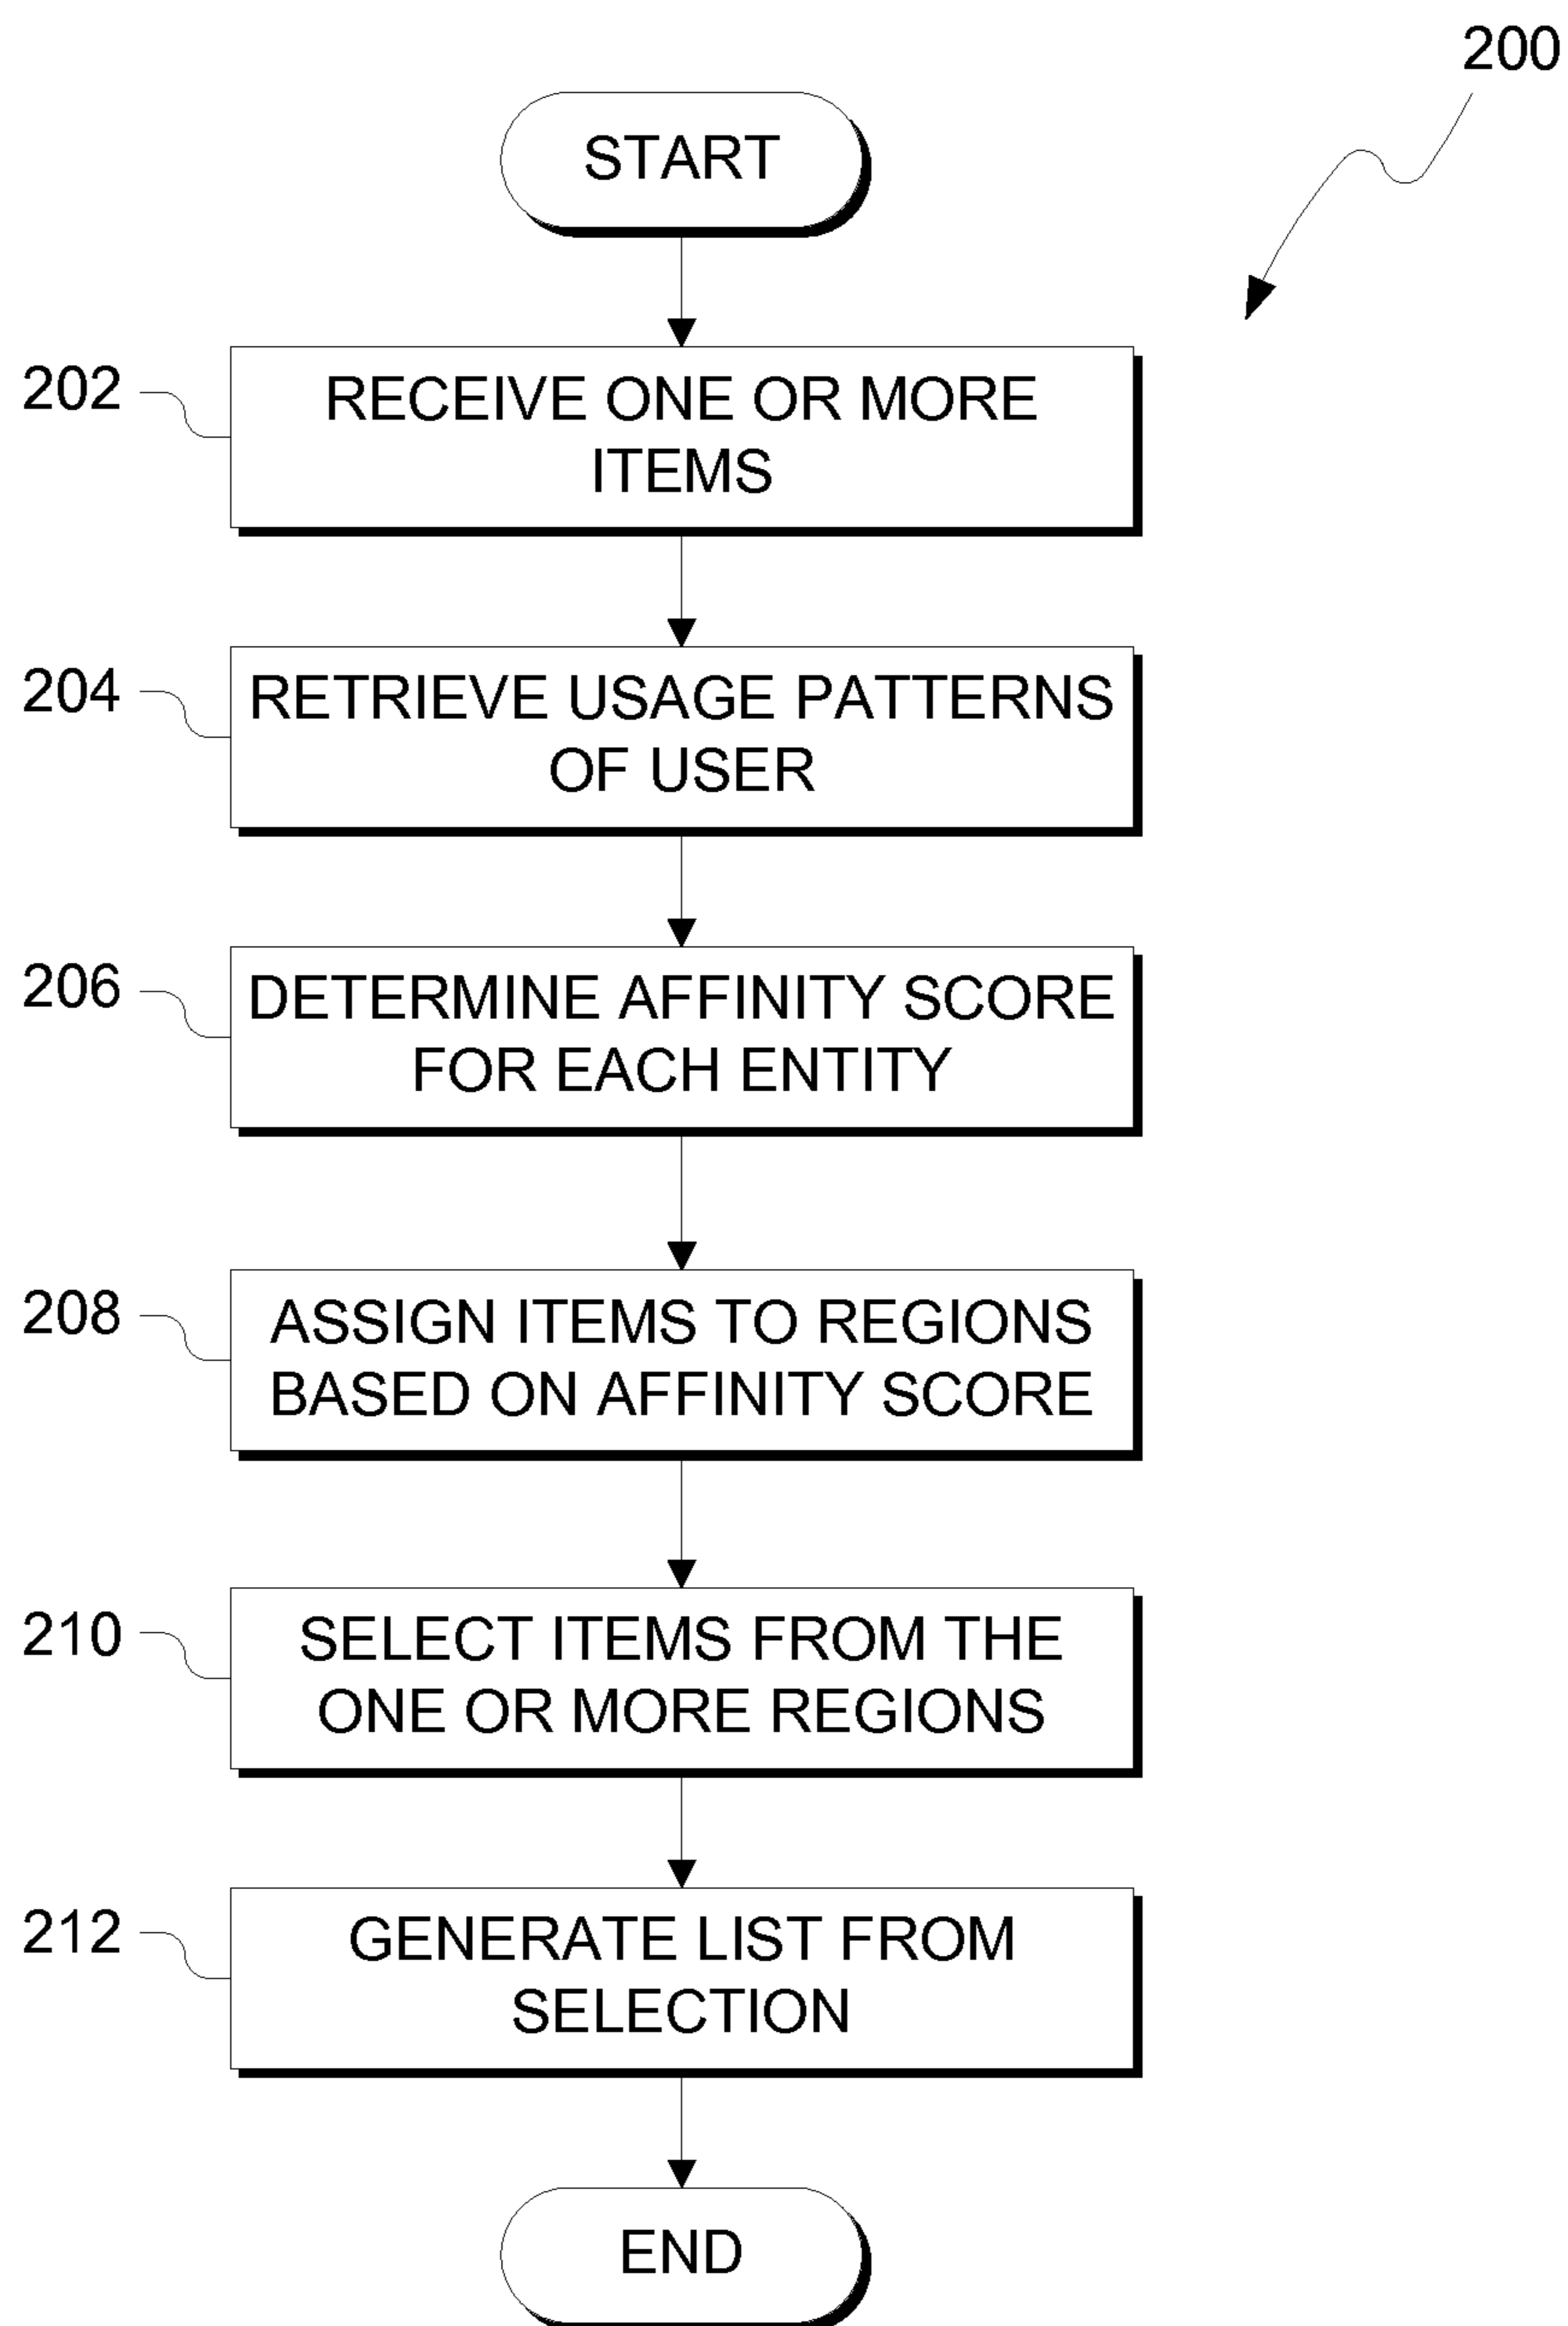 200
START
202
RECEIVE ONE OR MORE
ITEMS
204
RETRIEVE USAGE PATTERNS
OF USER
206
DETERMINE AFFINITY SCORE
FOR EACH ENTITY
208
ASSIGN ITEMS TO REGIONS
BASED ON AFFINITY SCORE
210
SELECT ITEMS FROM THE
ONE OR MORE REGIONS
212
GENERATE LIST FROM
SELECTION
END